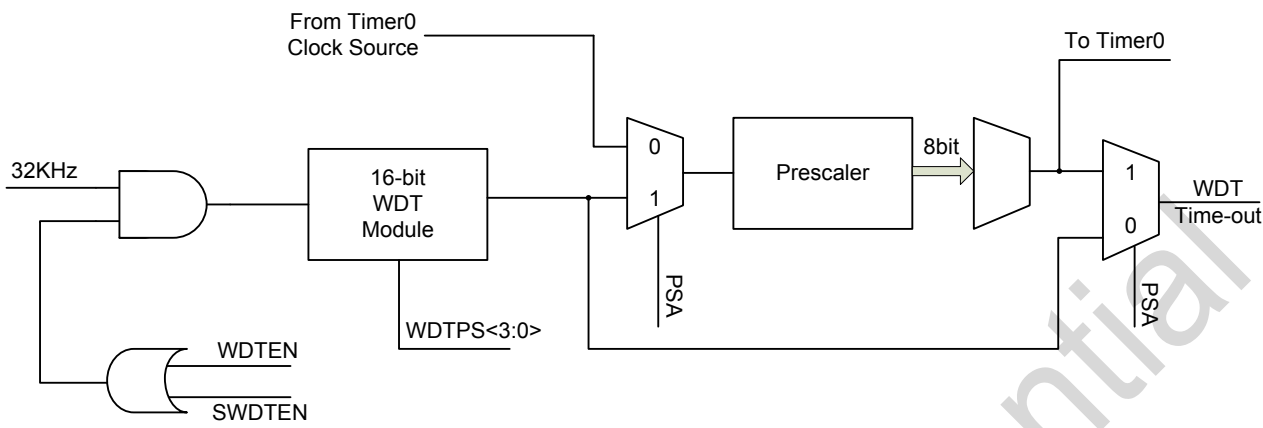 From Timer0
Clock Source
To Timer0
32KHz
16-bit
WDT
Module
0
1
Prescaler
8bit
1
0
WDT
Time-out
PSA
PSA
WDTPS<3:0>
WDTEN
SWDTEN
ntial